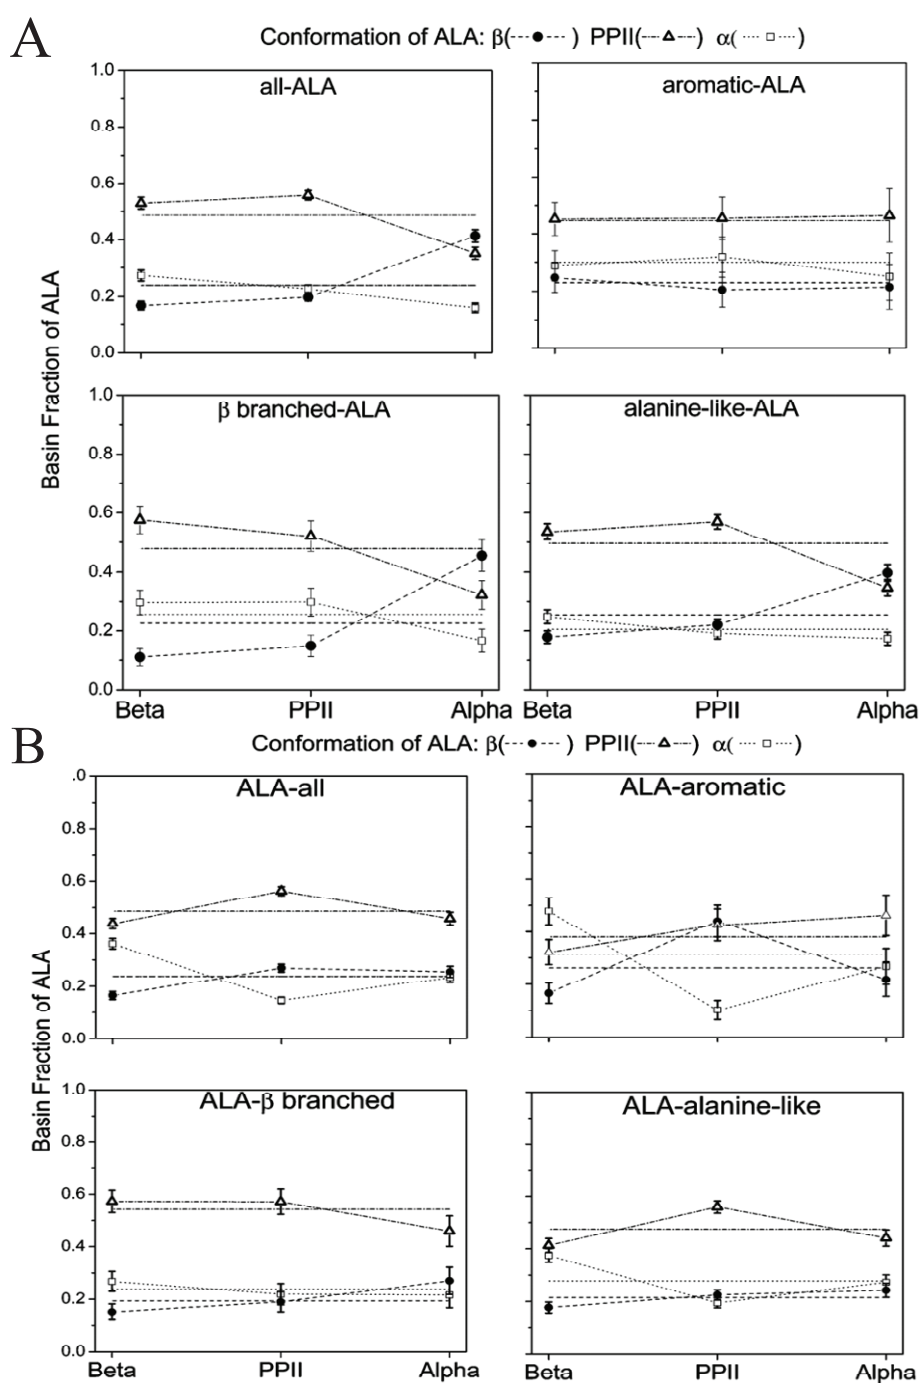 A
Conformation of ALA: β(--●--) PPII(-·-△-·-) α(···□···)
all-ALA
aromatic-ALA
1.0
0.8
0.6
0.4
0.2
0.0
β branched-ALA
alanine-like-ALA
1.0
0.8
0.6
0.4
0.2
0.0
Basin Fraction of ALA
Beta PPII Alpha
Beta PPII Alpha
B
Conformation of ALA: β(--●--) PPII(-·-△-·-) α(···□···)
ALA-all
ALA-aromatic
.0
0.8
0.6
0.4
0.2
0.0
ALA-β branched
ALA-alanine-like
1.0
0.8
0.6
0.4
0.2
0.0
Basin Fraction of ALA
Beta PPII Alpha
Beta PPII Alpha